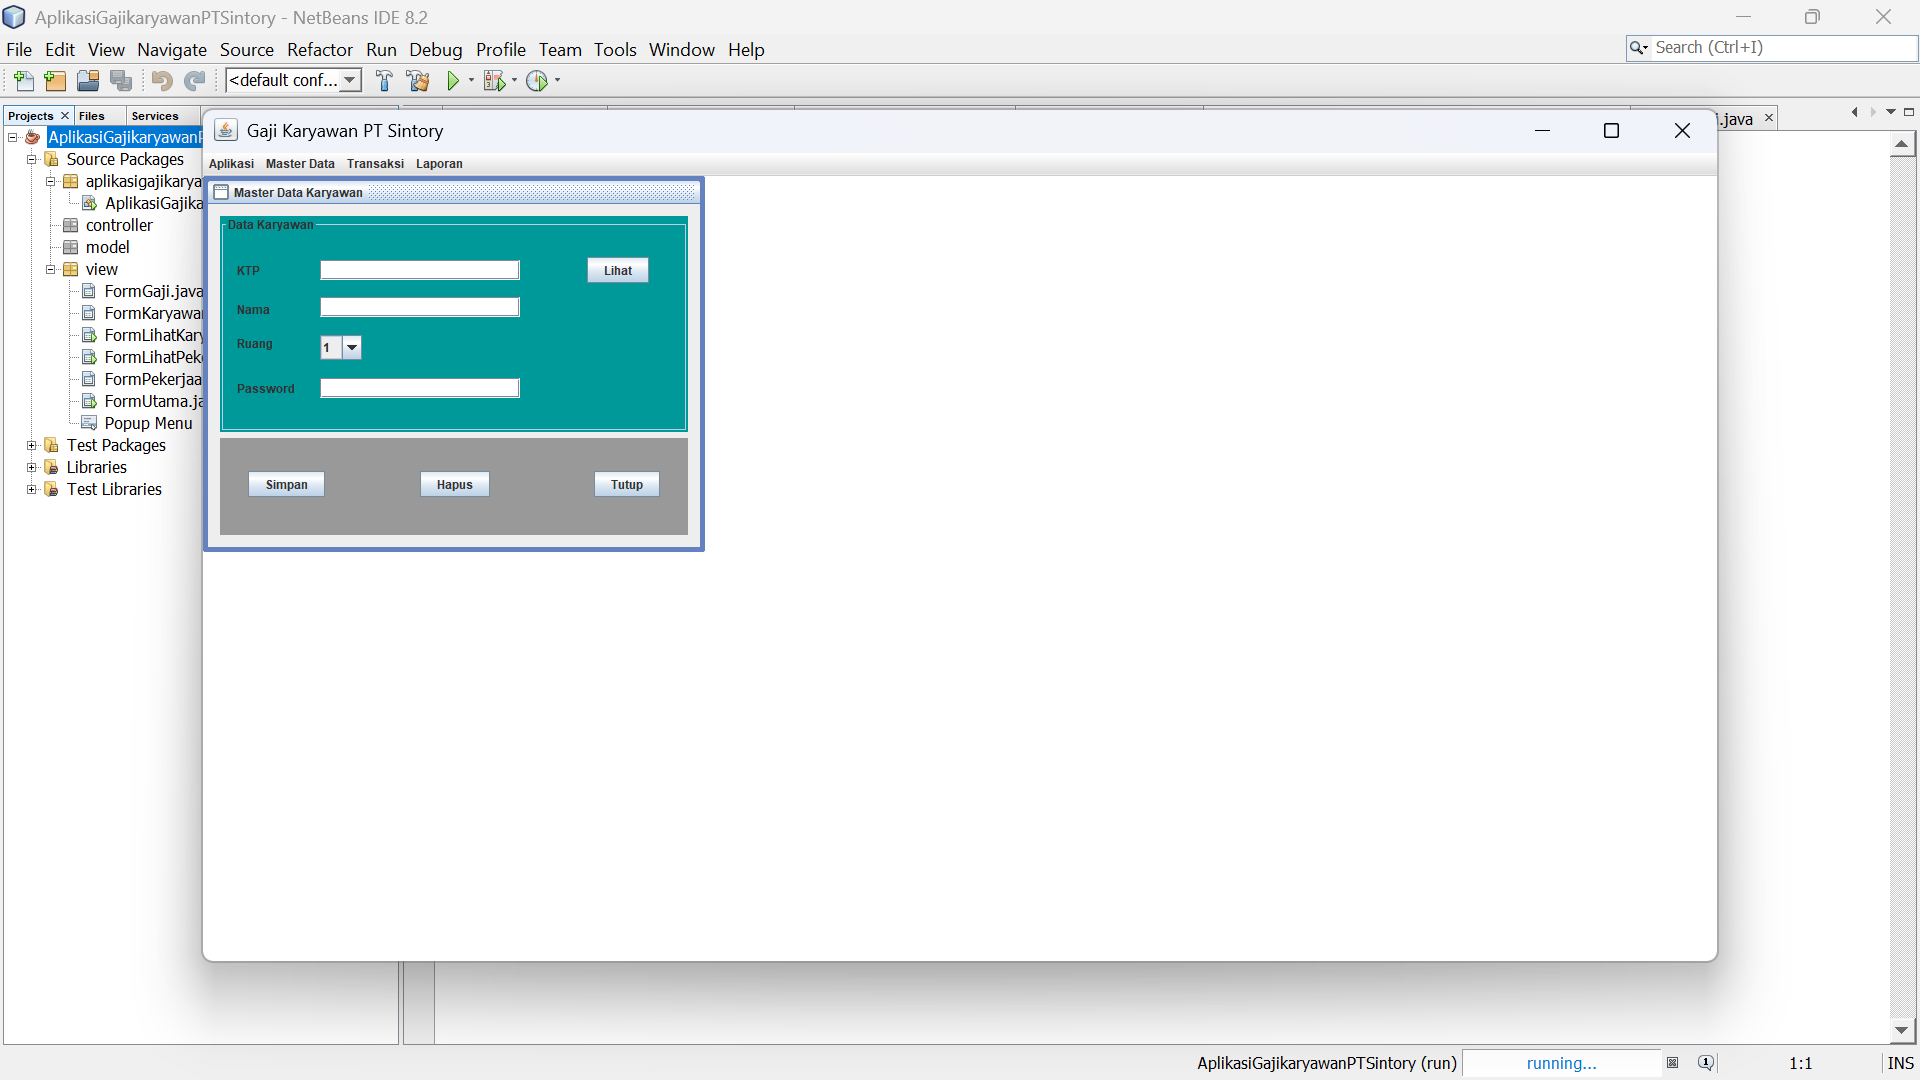 AplikasiGajikaryawanPTSintory - NetBeans IDE 8.2
File Edit View Navigate Source Refactor Run Debug Profile Team Tools Window Help
Search (Ctrl+I)
<default conf...
Projects Files Services
.java
AplikasiGajikaryawanP
Source Packages
aplikasigajikarya
AplikasiGajika
controller
model
view
FormGaji.java
FormKaryawa
FormLihatKary
FormLihatPek
FormPekerjaa
FormUtama.ja
Popup Menu
Test Packages
Libraries
Test Libraries
Gaji Karyawan PT Sintory
Aplikasi Master Data Transaksi Laporan
Master Data Karyawan
Data Karyawan
KTP
Lihat
Nama
Ruang
1
Password
Simpan Hapus Tutup
AplikasiGajikaryawanPTSintory (run) running... 1 1:1 INS